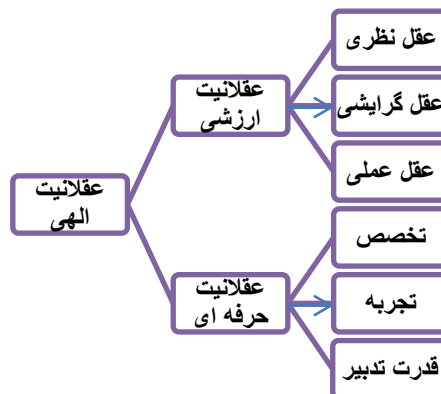 عقلانیت
الهی
عقلانیت
ارزشی
عقل نظری
عقل گرایشی
عقل عملی
عقلانیت
حرفه ای
تخصص
تجربه
قدرت تدبیر